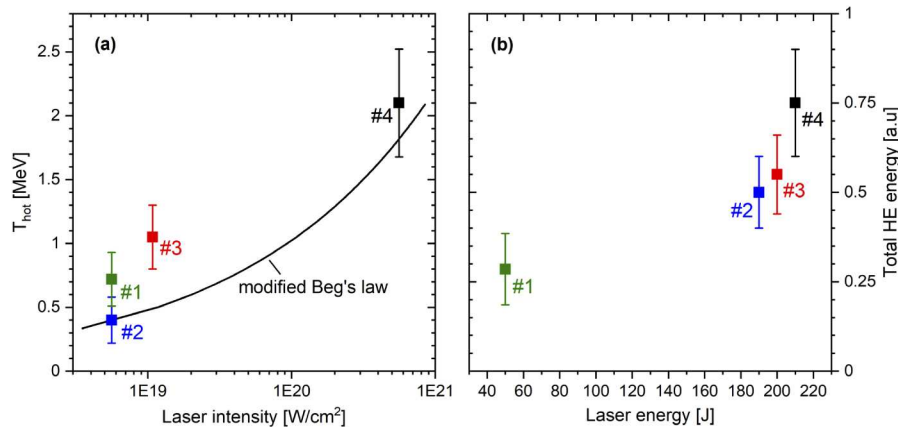 (a)
2.5
2
1.5
1
0.5
0
T_hot [MeV]
#4
#3
#1
#2
modified Beg's law
1E19
1E20
1E21
Laser intensity [W/cm²]
(b)
1
0.75
0.5
0.25
0
Total HE energy [a.u]
#4
#3
#2
#1
40 60 80 100 120 140 160 180 200 220
Laser energy [J]